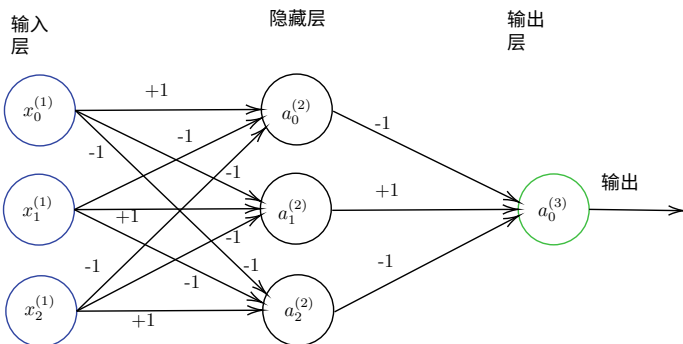 输入
层
隐藏层
输出
层
x_0^{(1)}
+1
a_0^{(2)}
-1
-1
-1
-1
x_1^{(1)}
+1
a_1^{(2)}
+1
a_0^{(3)}
输出
-1
-1
-1
-1
-1
x_2^{(1)}
+1
a_2^{(2)}